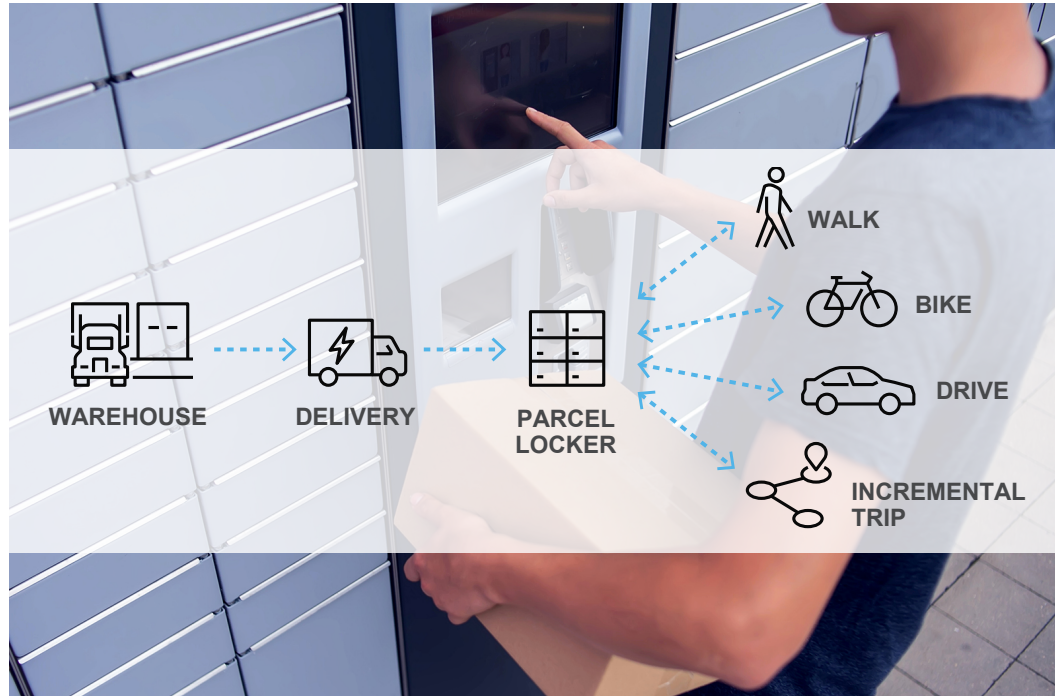 WALK
BIKE
WAREHOUSE
DELIVERY
PARCEL
LOCKER
DRIVE
INCREMENTAL
TRIP